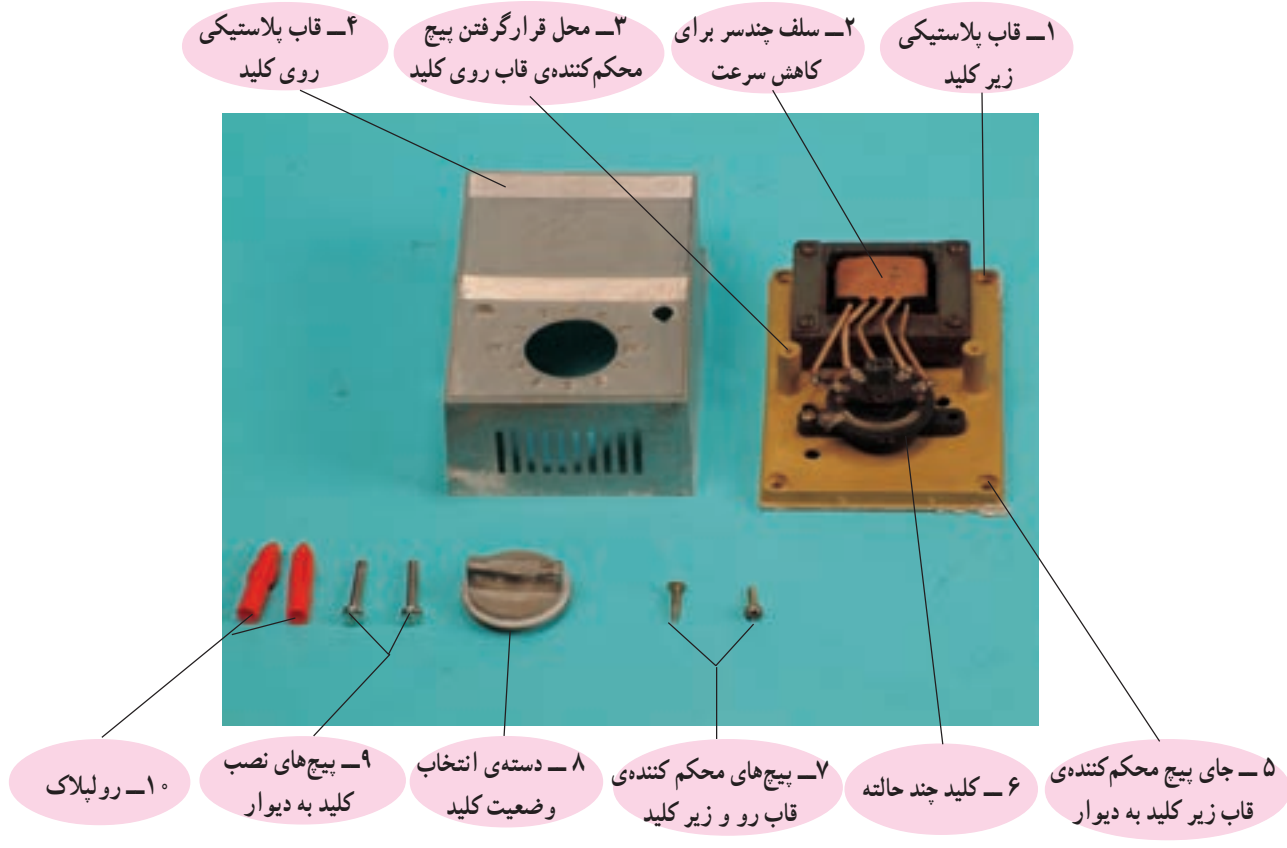 ۱ــ قاب پلاستیکی
زیر کلید
۲ــ سلف چندسر برای
کاهش سرعت
۳ــ محل قرارگرفتن پیچ
محکم‌کننده‌ی قاب روی کلید
۴ــ قاب پلاستیکی
روی کلید
۵ ــ جای پیچ محکم‌کننده‌ی
قاب زیر کلید به دیوار
۶ ــ کلید چند حالته
۷ــ پیچ‌های محکم کننده‌ی
قاب رو و زیر کلید
۸ ــ دسته‌ی انتخاب
وضعیت کلید
۹ــ پیچ‌های نصب
کلید به دیوار
۱۰ــ رولپلاک